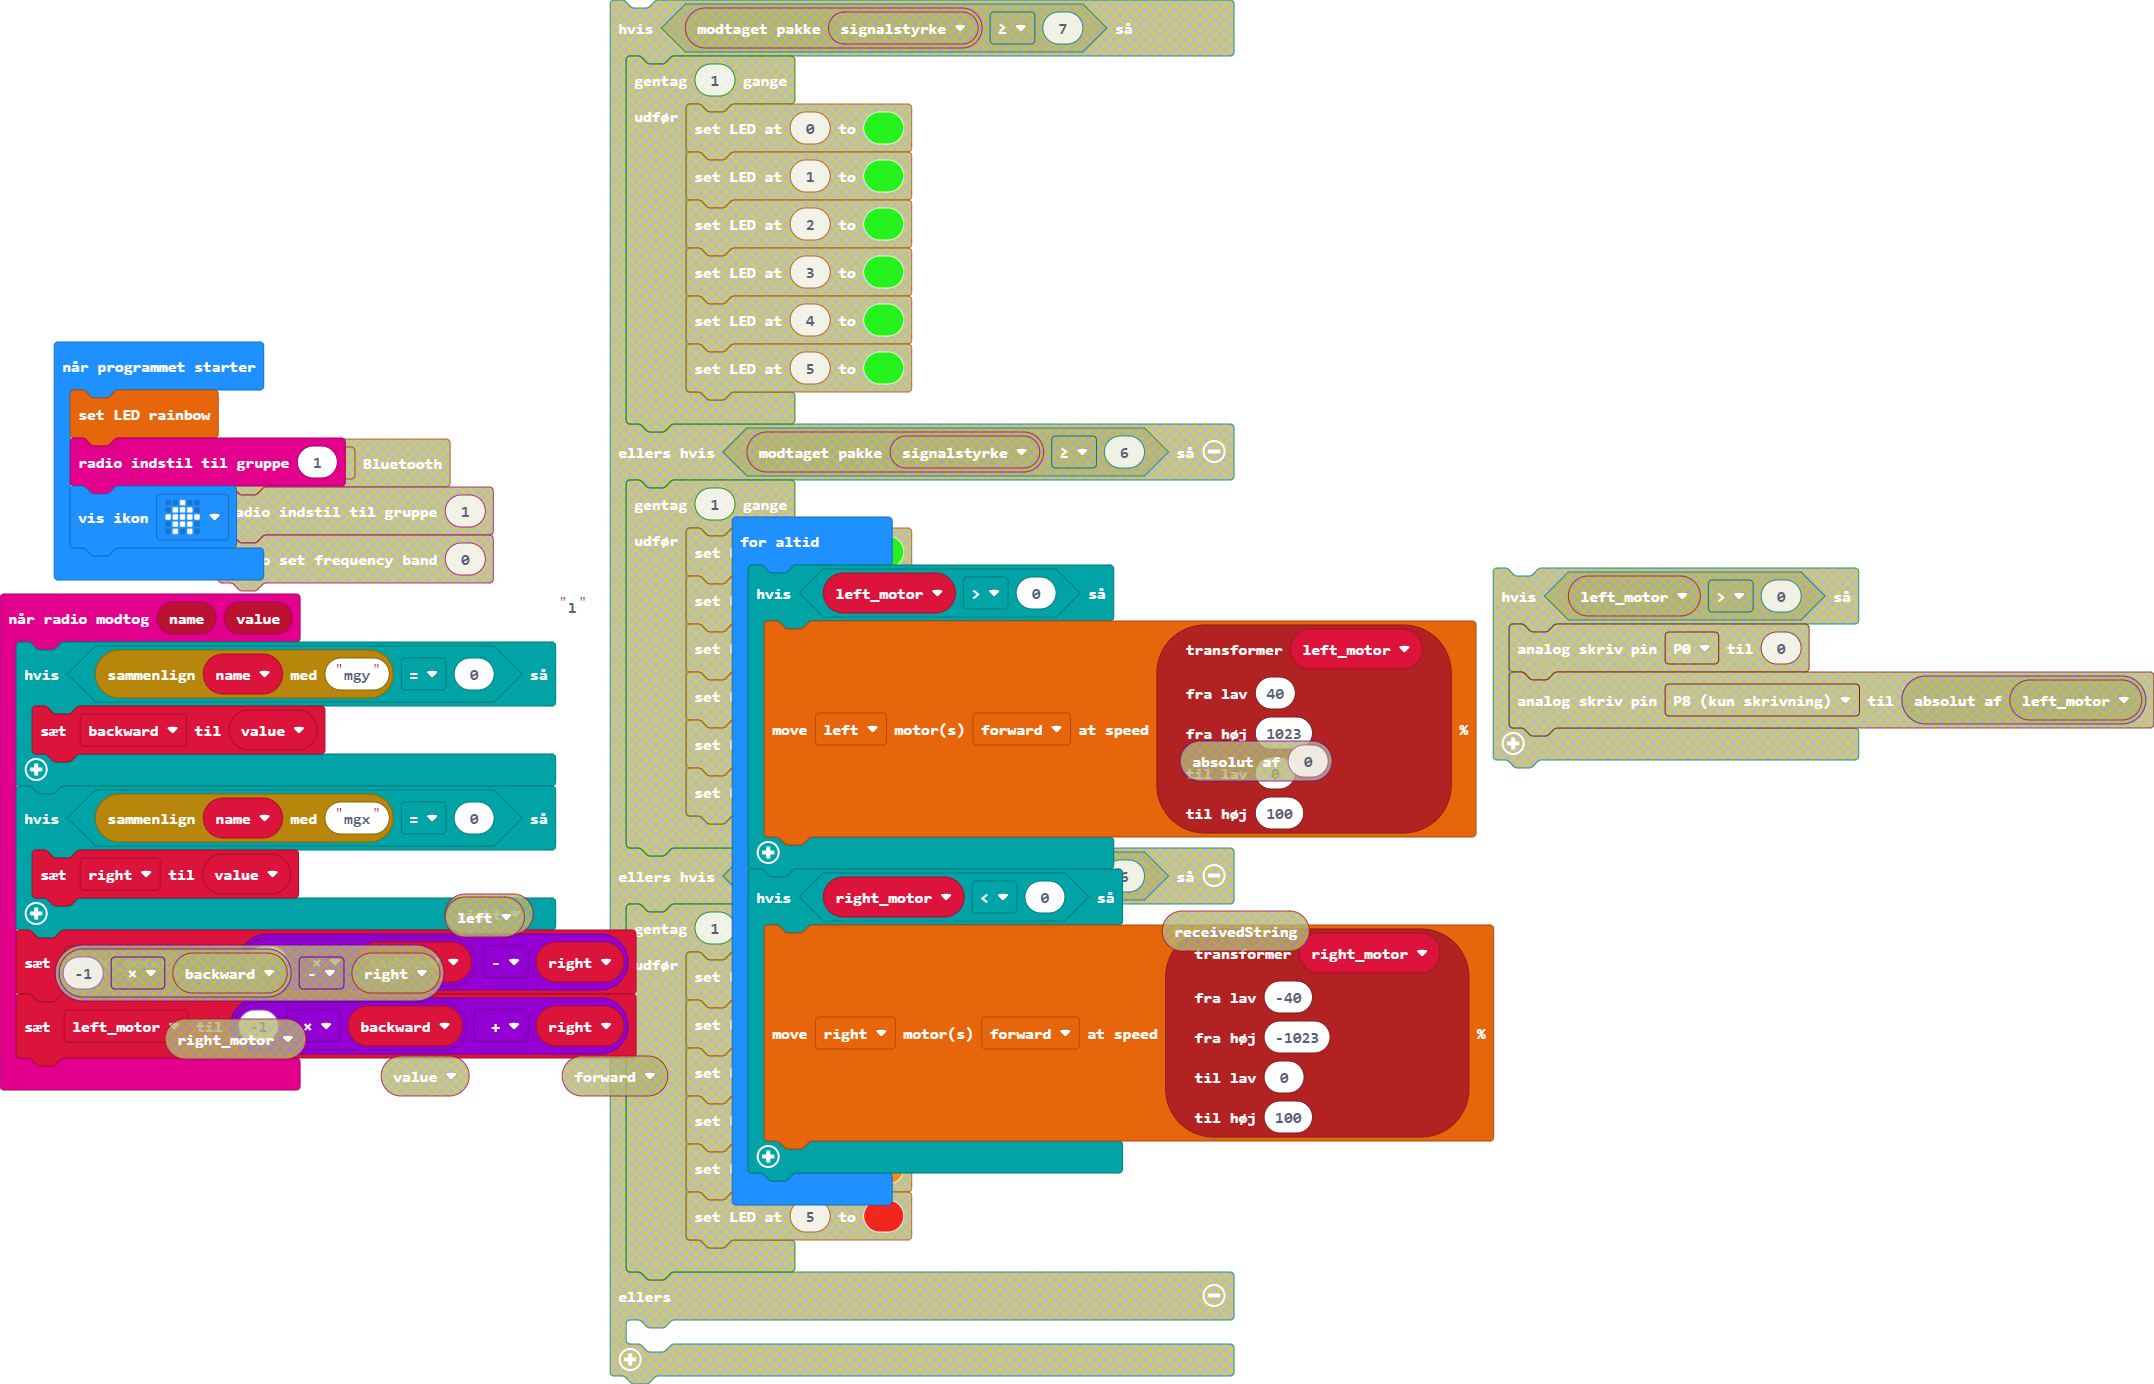 hvis modtaget pakke signalstyrke ≥ 7 så
gentag 1 gange
udfør
set LED at 0 to
set LED at 1 to
set LED at 2 to
set LED at 3 to
set LED at 4 to
set LED at 5 to
ellers hvis modtaget pakke signalstyrke ≥ 6 så
gentag 1 gange
udfør
set
set
set
set
set
set
ellers hvis 6 så
gentag 1
udfør
set
set
set
set
set
set LED at 5 to
ellers
når programmet starter
set LED rainbow
radio indstil til gruppe 1
vis ikon
Bluetooth
radio indstil til gruppe 1
set frequency band 0
når radio modtog name value
hvis sammenlign name med "mgy" = 0 så
sæt backward til value
hvis sammenlign name med "mgx" = 0 så
sæt right til value
sæt - right
sæt left_motor til -1 × backward + right
"1"
left
-1 × backward - right
right_motor
value
forward
for altid
hvis left_motor > 0 så
move left motor(s) forward at speed %
transformer left_motor
fra lav 40
fra høj 1023
til lav 0
til høj 100
absolut af 0
hvis right_motor < 0 så
move right motor(s) forward at speed %
receivedString
transformer right_motor
fra lav -40
fra høj -1023
til lav 0
til høj 100
hvis left_motor > 0 så
analog skriv pin P0 til 0
analog skriv pin P8 (kun skrivning) til absolut af left_motor